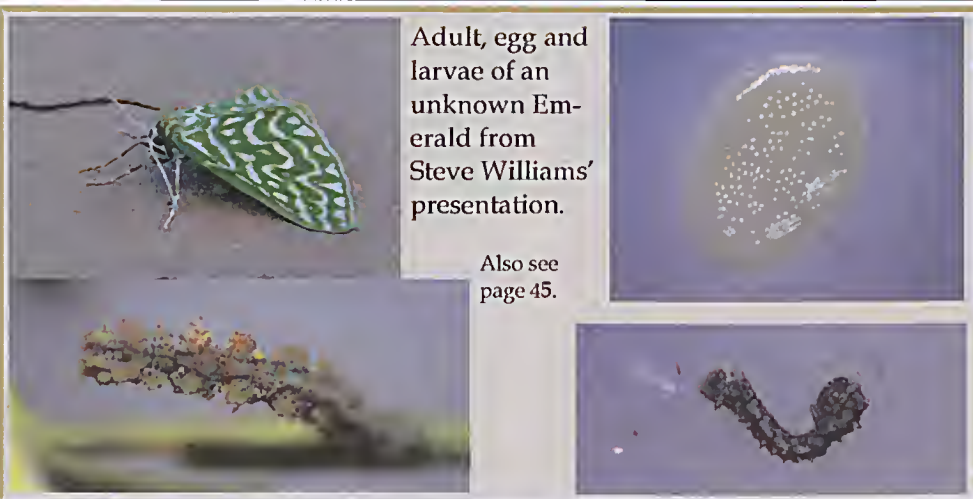 Adult, egg and
larvae of an
unknown Em-
erald from
Steve Williams'
presentation.
Also see
page 45.